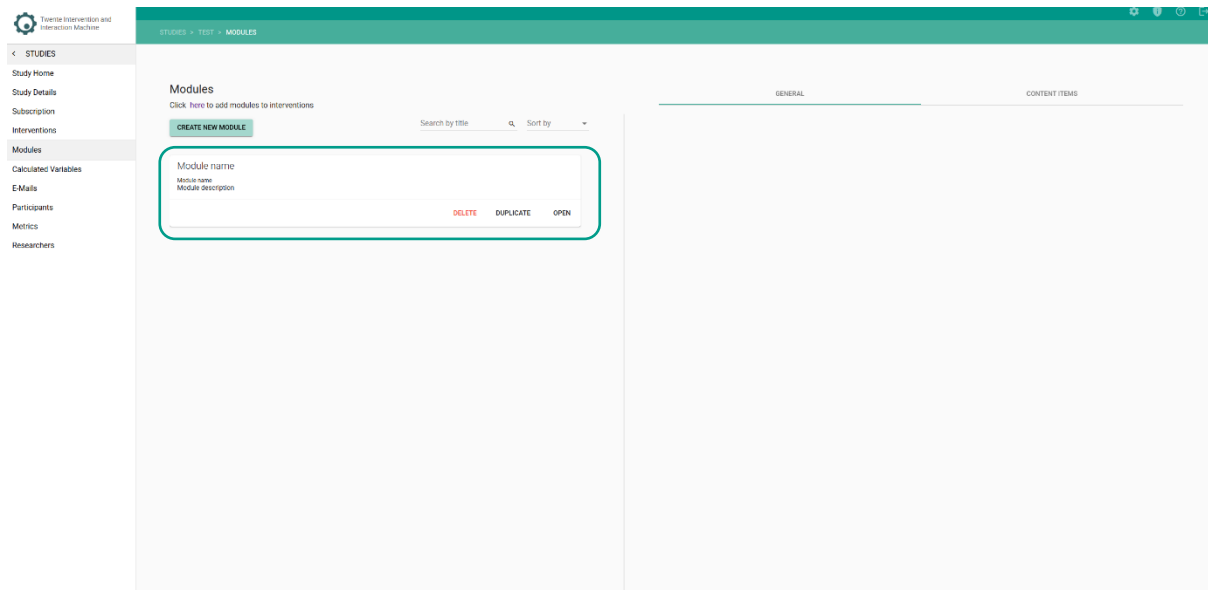 Twente Intervention and
Interaction Machine
STUDIES > TEST > MODULES
< STUDIES
Study Home
Study Details
Subscription
Interventions
Modules
Calculated Variables
E-Mails
Participants
Metrics
Researchers
Modules
Click here to add modules to interventions
CREATE NEW MODULE
Search by title
Sort by
Module name
Module name
Module description
DELETE
DUPLICATE
OPEN
GENERAL
CONTENT ITEMS